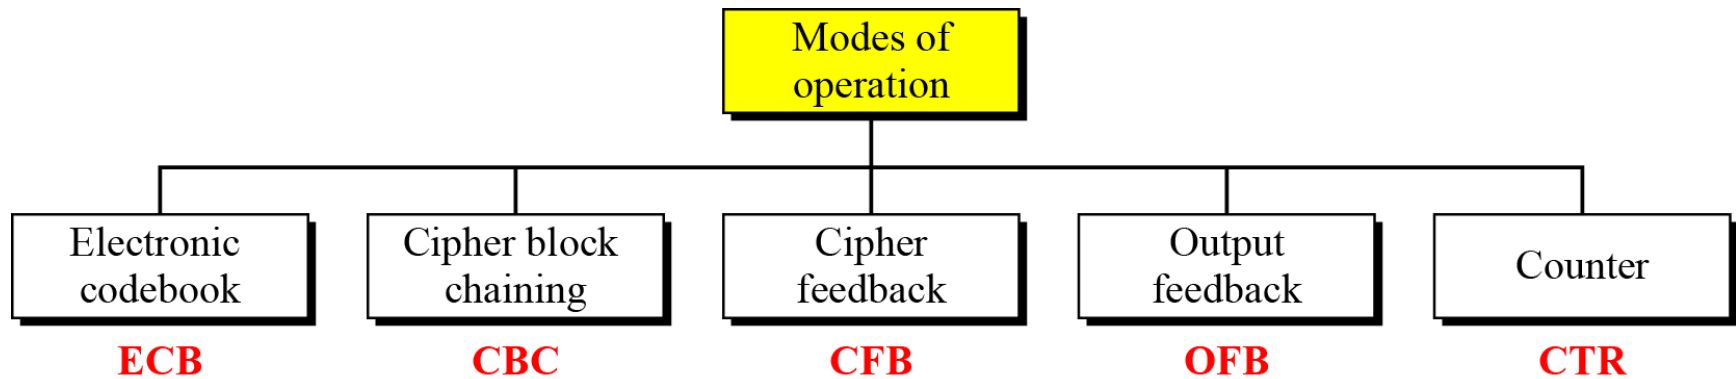 Modes of
operation
Electronic
codebook
Cipher block
chaining
Cipher
feedback
Output
feedback
Counter
ECB
CBC
CFB
OFB
CTR